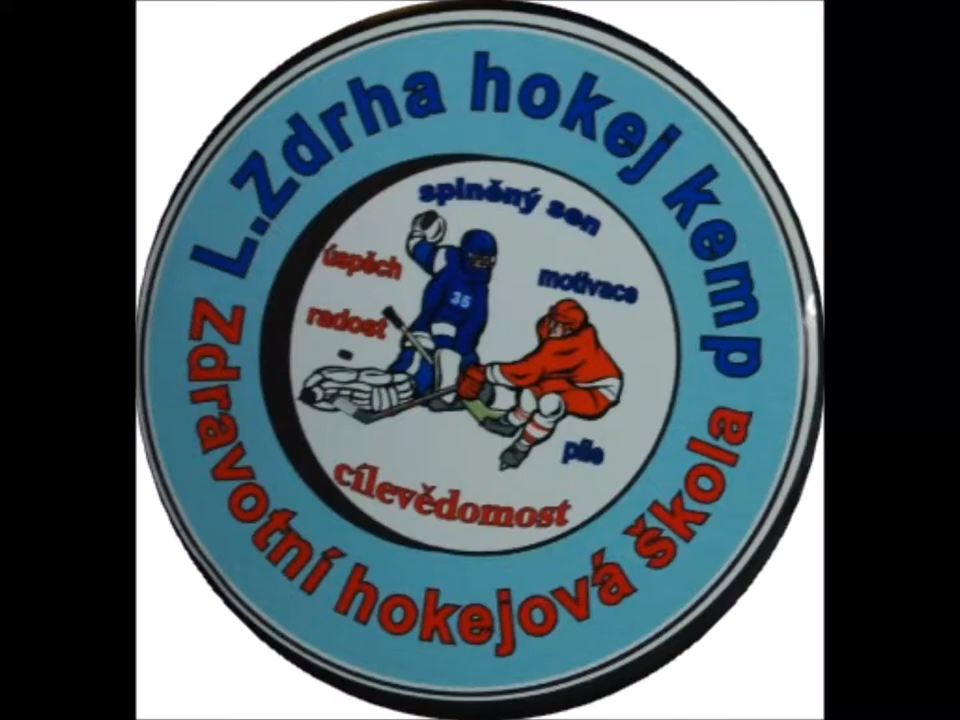 L.Zdrha hokej kemp
splněný sen
úspěch
motivace
35
radost
píle
cílevědomost
Zdravotní hokejová škola